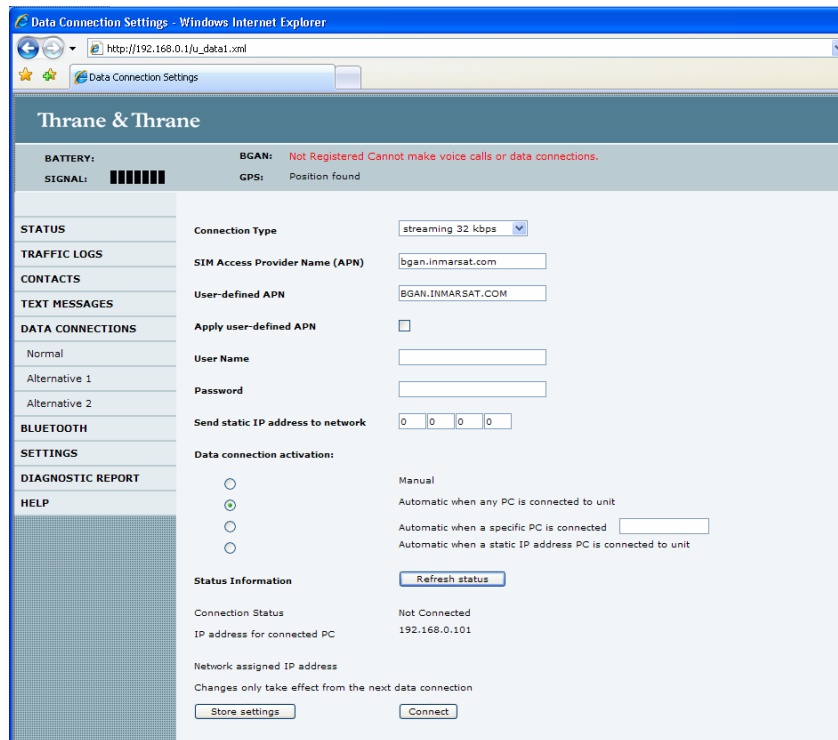 Data Connection Settings - Windows Internet Explorer
http://192.168.0.1/u_data1.xml
Data Connection Settings
Thrane & Thrane
BATTERY:
BGAN: Not Registered Cannot make voice calls or data connections.
SIGNAL:
GPS: Position found
STATUS
TRAFFIC LOGS
CONTACTS
TEXT MESSAGES
DATA CONNECTIONS
Normal
Alternative 1
Alternative 2
BLUETOOTH
SETTINGS
DIAGNOSTIC REPORT
HELP
Connection Type streaming 32 kbps
SIM Access Provider Name (APN) bgan.inmarsat.com
User-defined APN BGAN.INMARSAT.COM
Apply user-defined APN
User Name
Password
Send static IP address to network 0 0 0 0
Data connection activation:
Manual
Automatic when any PC is connected to unit
Automatic when a specific PC is connected
Automatic when a static IP address PC is connected to unit
Status Information Refresh status
Connection Status Not Connected
IP address for connected PC 192.168.0.101
Network assigned IP address
Changes only take effect from the next data connection
Store settings Connect